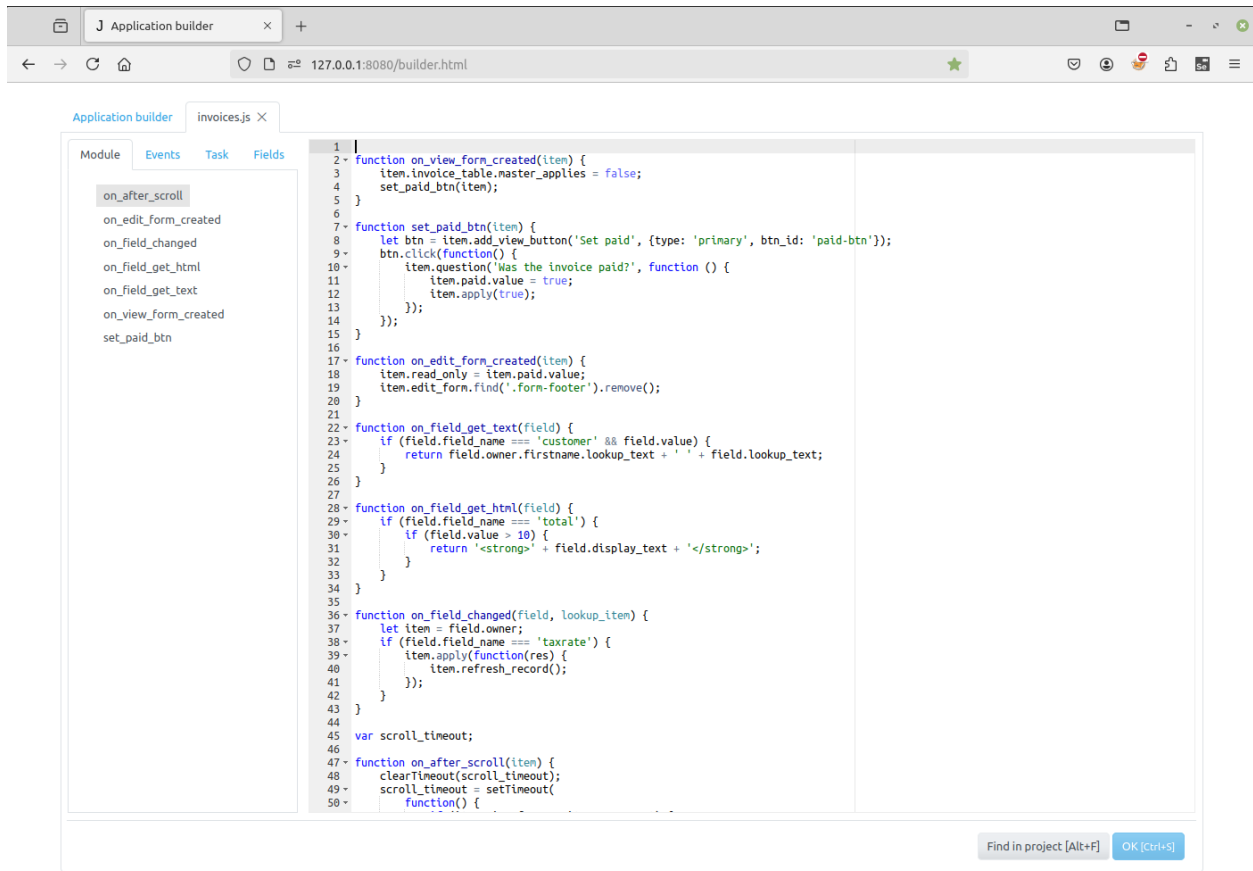 J Application builder
127.0.0.1:8080/builder.html
Se
Application builder
invoices.js
Module Events Task Fields
on_after_scroll
on_edit_form_created
on_field_changed
on_field_get_html
on_field_get_text
on_view_form_created
set_paid_btn
1
2 function on_view_form_created(item) {
3     item.invoice_table.master_applies = false;
4     set_paid_btn(item);
5 }
6
7 function set_paid_btn(item) {
8     let btn = item.add_view_button('Set paid', {type: 'primary', btn_id: 'paid-btn'});
9     btn.click(function() {
10         item.question('Was the invoice paid?', function () {
11             item.paid.value = true;
12             item.apply(true);
13         });
14     });
15 }
16
17 function on_edit_form_created(item) {
18     item.read_only = item.paid.value;
19     item.edit_form.find('.form-footer').remove();
20 }
21
22 function on_field_get_text(field) {
23     if (field.field_name === 'customer' && field.value) {
24         return field.owner.firstname.lookup_text + ' ' + field.lookup_text;
25     }
26 }
27
28 function on_field_get_html(field) {
29     if (field.field_name === 'total') {
30         if (field.value > 10) {
31             return '<strong>' + field.display_text + '</strong>';
32         }
33     }
34 }
35
36 function on_field_changed(field, lookup_item) {
37     let item = field.owner;
38     if (field.field_name === 'taxrate') {
39         item.apply(function(res) {
40             item.refresh_record();
41         });
42     }
43 }
44
45 var scroll_timeout;
46
47 function on_after_scroll(item) {
48     clearTimeout(scroll_timeout);
49     scroll_timeout = setTimeout(
50         function() {
Find in project [Alt+F]
OK [Ctrl+S]